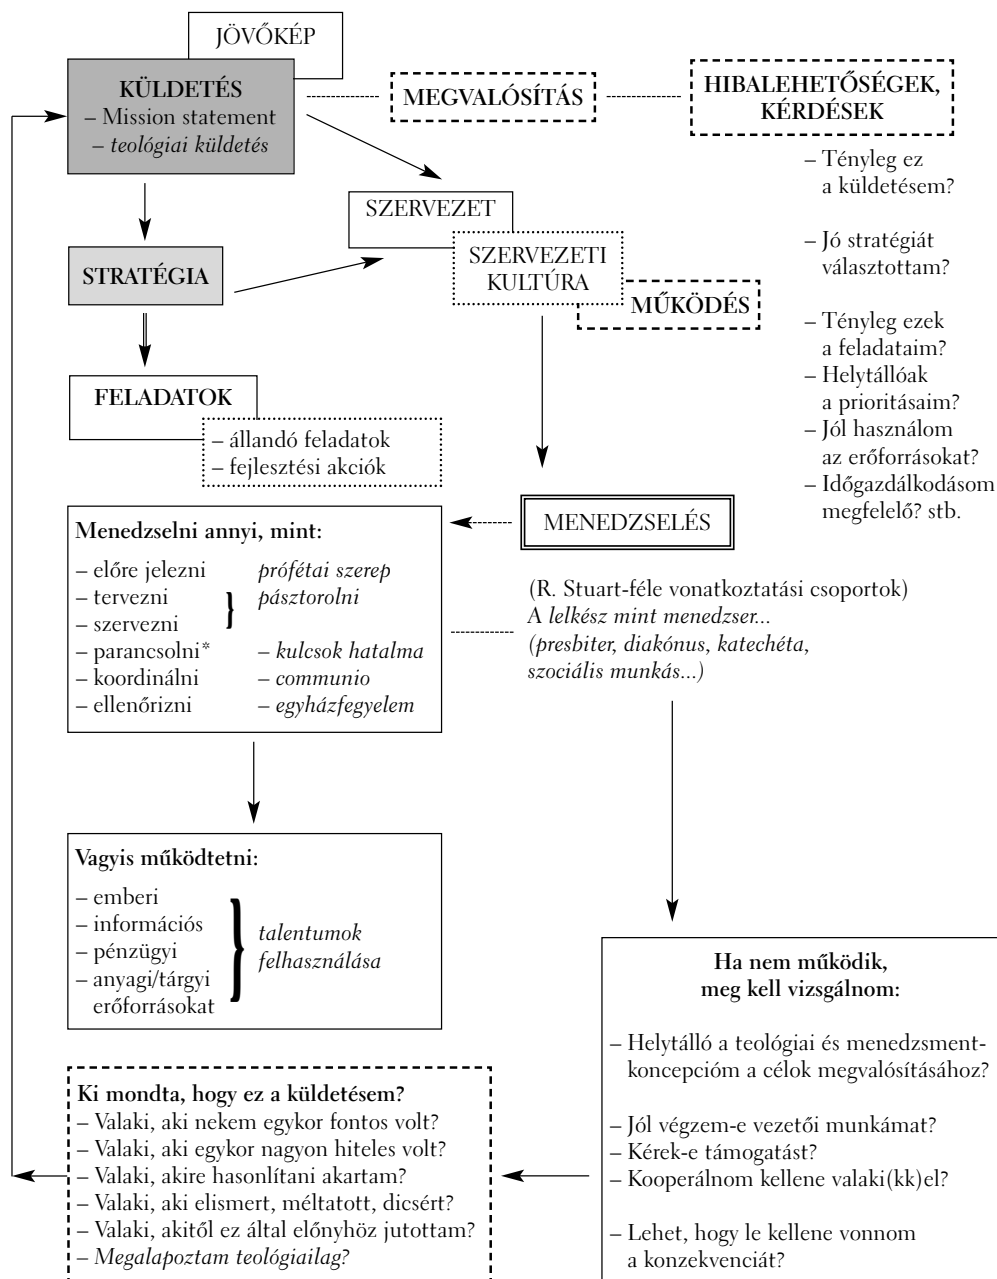 JÖVŐKÉP
KÜLDETÉS
– Mission statement
– teológiai küldetés
MEGVALÓSÍTÁS
HIBALEHETŐSÉGEK,
KÉRDÉSEK
– Tényleg ez
a küldetésem?
– Jó stratégiát
választottam?
– Tényleg ezek
a feladataim?
– Helytállóak
a prioritásaim?
– Jól használom
az erőforrásokat?
– Időgazdálkodásom
megfelelő? stb.
SZERVEZET
SZERVEZETI
KULTÚRA
MŰKÖDÉS
STRATÉGIA
FELADATOK
– állandó feladatok
– fejlesztési akciók
MENEDZSELÉS
(R. Stuart-féle vonatkoztatási csoportok)
A lelkész mint menedzser...
(presbiter, diakónus, katechéta,
szociális munkás...)
Menedzselni annyi, mint:
– előre jelezni prófétai szerep
– tervezni } pásztorolni
– szervezni
– parancsolni* – kulcsok hatalma
– koordinálni – communio
– ellenőrizni – egyházfegyelem
Vagyis működtetni:
– emberi
– információs
– pénzügyi
– anyagi/tárgyi
erőforrásokat
} talentumok
felhasználása
Ha nem működik,
meg kell vizsgálnom:
– Helytálló a teológiai és menedzsment-
koncepcióm a célok megvalósításához?
– Jól végzem-e vezetői munkámat?
– Kérek-e támogatást?
– Kooperálnom kellene valaki(kk)el?
– Lehet, hogy le kellene vonnom
a konzekvenciát?
Ki mondta, hogy ez a küldetésem?
– Valaki, aki nekem egykor fontos volt?
– Valaki, aki egykor nagyon hiteles volt?
– Valaki, akire hasonlítani akartam?
– Valaki, aki elismert, méltatott, dicsért?
– Valaki, akitől ez által előnyhöz jutottam?
– Megalapoztam teológiailag?